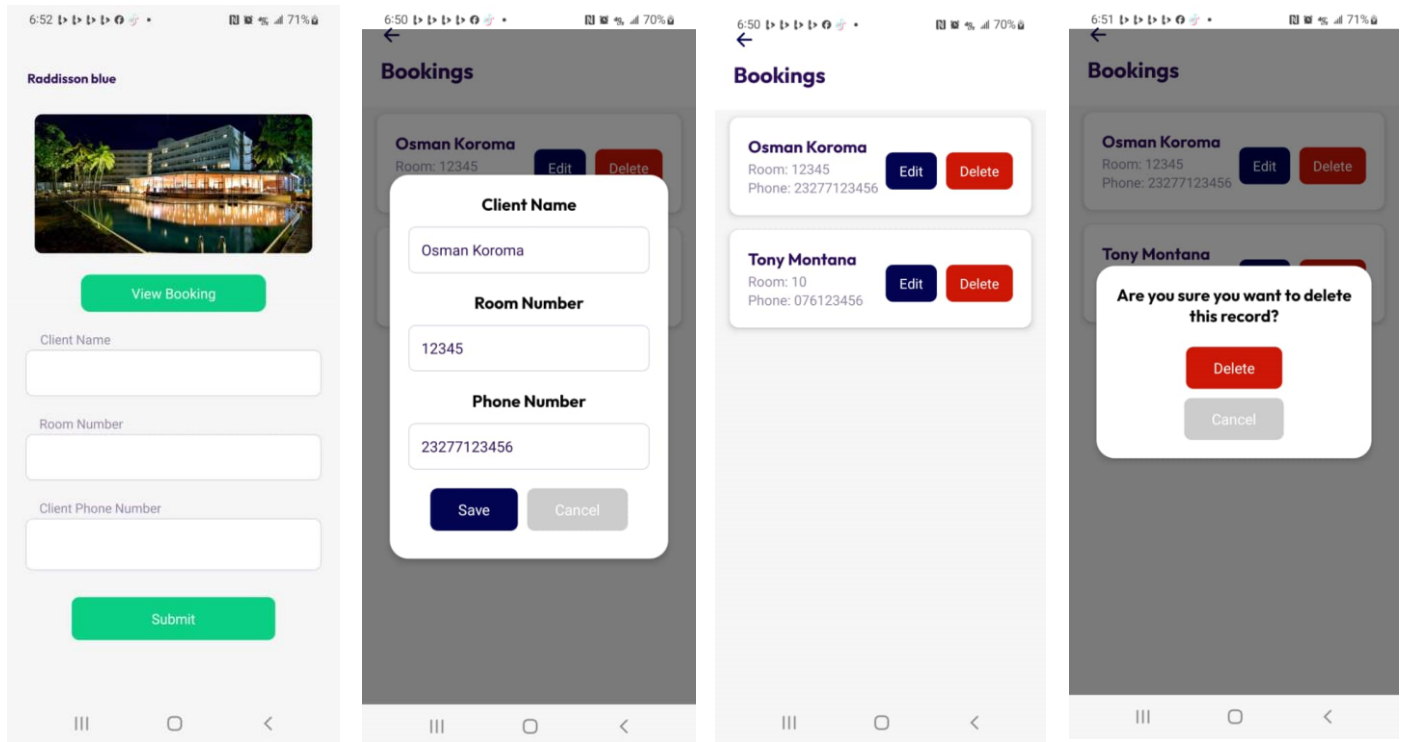 6:52
71%
Raddisson blue
View Booking
Client Name
Room Number
Client Phone Number
Submit
6:50
70%
Bookings
Osman Koroma
Room: 12345
Edit
Delete
Client Name
Osman Koroma
Room Number
12345
Phone Number
23277123456
Save
Cancel
6:50
70%
Bookings
Osman Koroma
Room: 12345
Phone: 23277123456
Edit
Delete
Tony Montana
Room: 10
Phone: 076123456
Edit
Delete
6:51
71%
Bookings
Osman Koroma
Room: 12345
Phone: 23277123456
Edit
Delete
Tony Montana
Are you sure you want to delete
this record?
Delete
Cancel